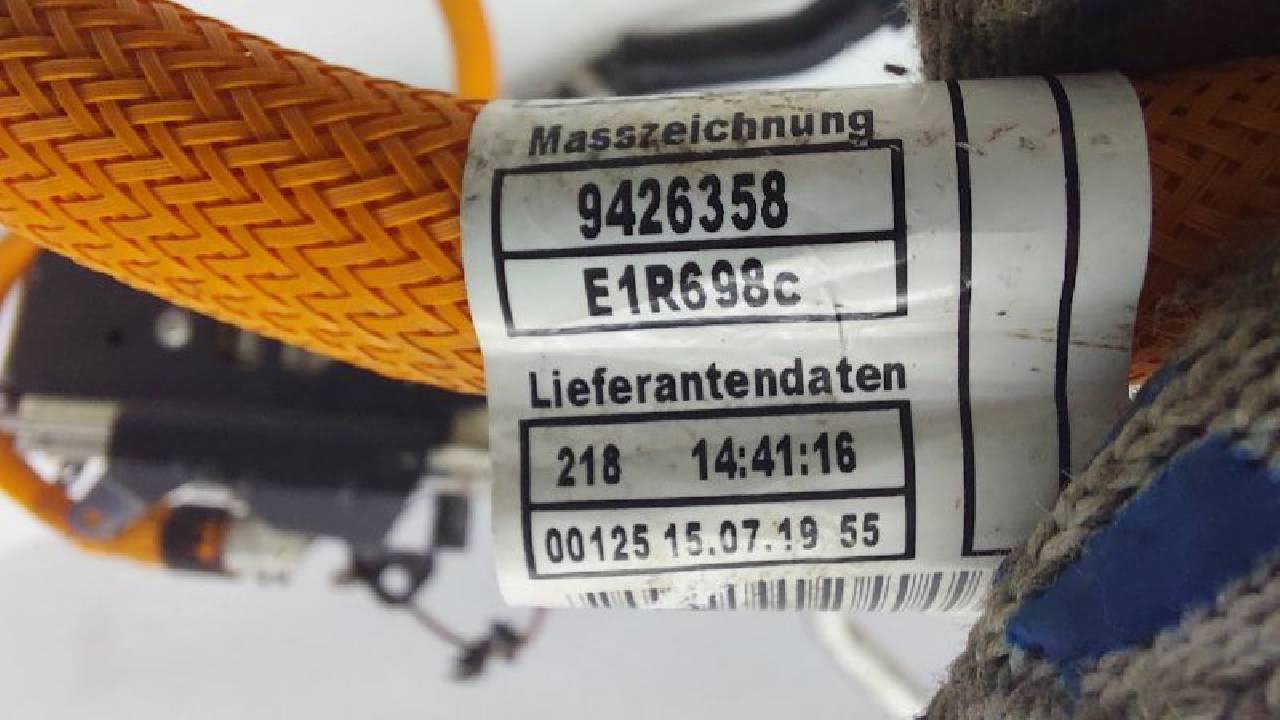 Masszeichnung
9426358
E1R698c
Lieferantendaten
218 14:41:16
00125 15.07.19 55